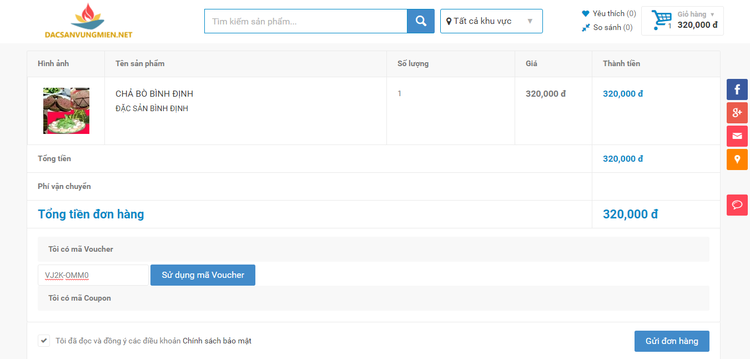 DACSANVUNGMIEN.NET
Tìm kiếm sản phẩm...
Tất cả khu vực ▼
Yêu thích (0)
So sánh (0)
1
Giỏ hàng ▼
320,000 đ
Hình ảnh Tên sản phẩm Số lượng Giá Thành tiền
CHẢ BÒ BÌNH ĐỊNH 1 320,000 đ 320,000 đ
ĐẶC SẢN BÌNH ĐỊNH
Tổng tiền 320,000 đ
Phí vận chuyển
Tổng tiền đơn hàng 320,000 đ
Tôi có mã Voucher
VJ2K-OMM0 Sử dụng mã Voucher
Tôi có mã Coupon
Tôi đã đọc và đồng ý các điều khoản Chính sách bảo mật Gửi đơn hàng